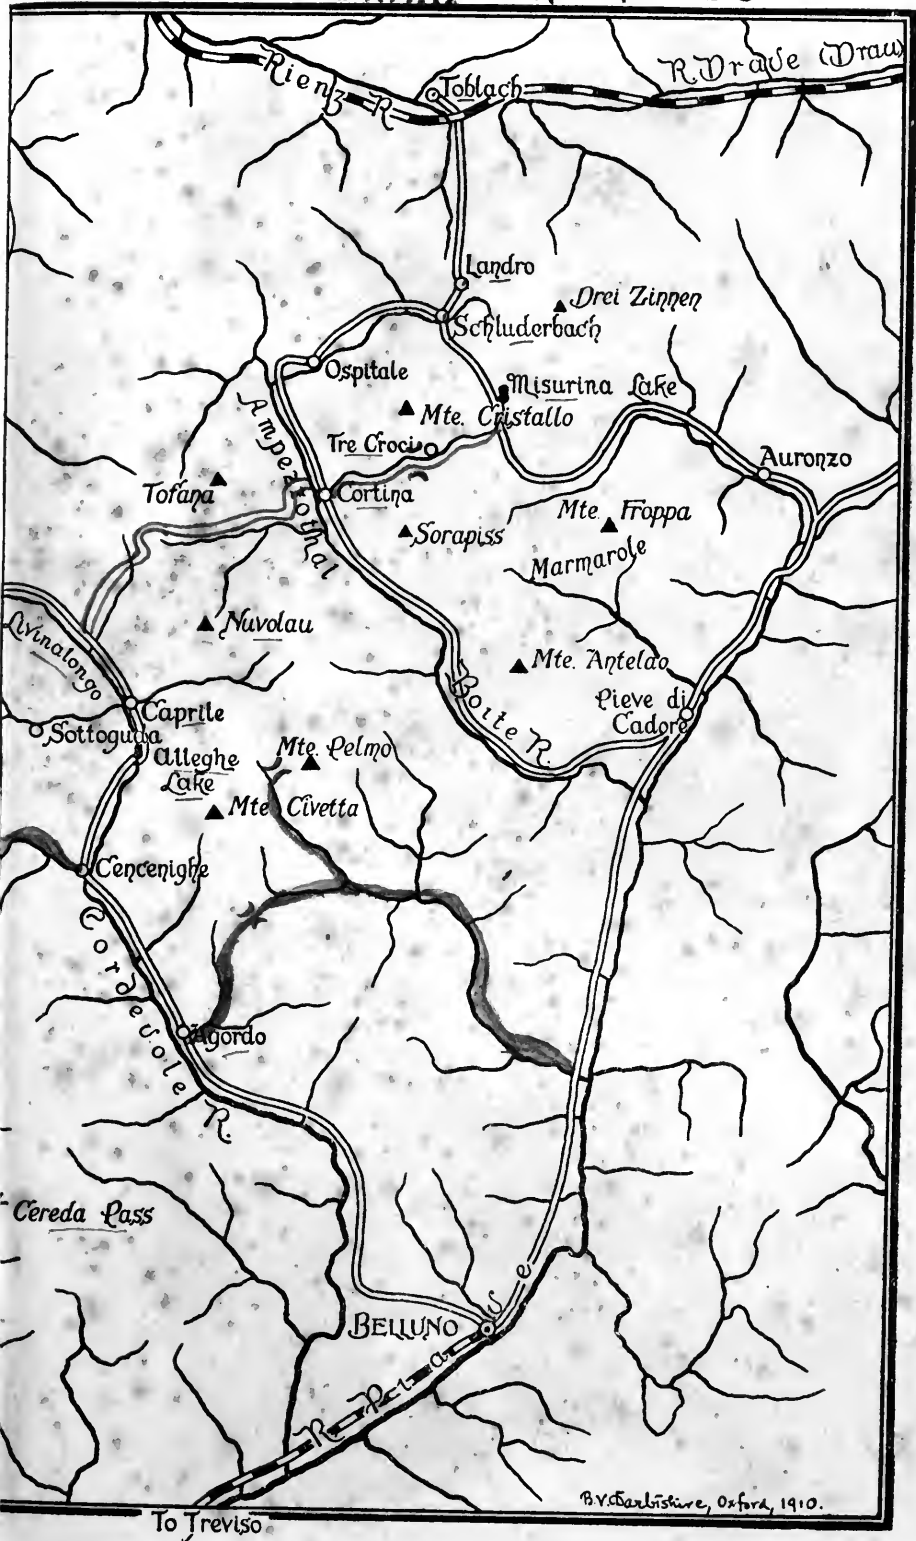 Rienz R.
Toblach
R. Drave (Drau)
Landro
Drei Zinnen
Schluderbach
Ospitale
Misurina Lake
Mte. Cristallo
Ampezzothal
Tre Croci
Auronzo
Tofana
Cortina
Mte. Froppa
Sorapiss
Marmarole
Nuvolau
Livinalongo
Mte. Antelao
Boite R.
Pieve di
Cadore
Caprile
Sottoguda
Alleghe
Lake
Mte. Pelmo
Mte. Civetta
Cencenighe
Cordevole R.
Agordo
Cereda Pass
BELLUNO
R. Piave
B.V. Darbishire, Oxford, 1910.
To Treviso